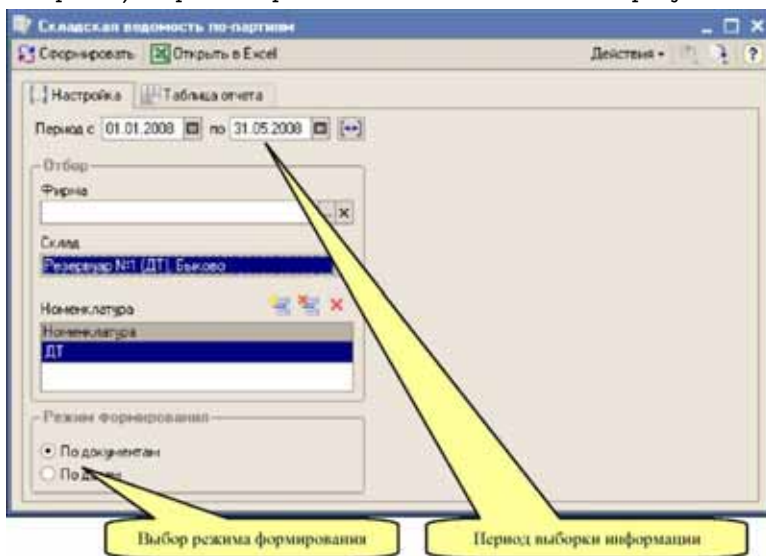 Складская ведомость по партиям
Сформировать Открыть в Excel Действия
Настройка Таблица отчета
Период с 01.01.2008 по 31.05.2008
Отбор
Фирма
Склад
Резервуар №1 (ДТ), Быково
Номенклатура
Номенклатура
ДТ
Режим формирования
По документам
По
Выбор режима формирования Период выборки информации